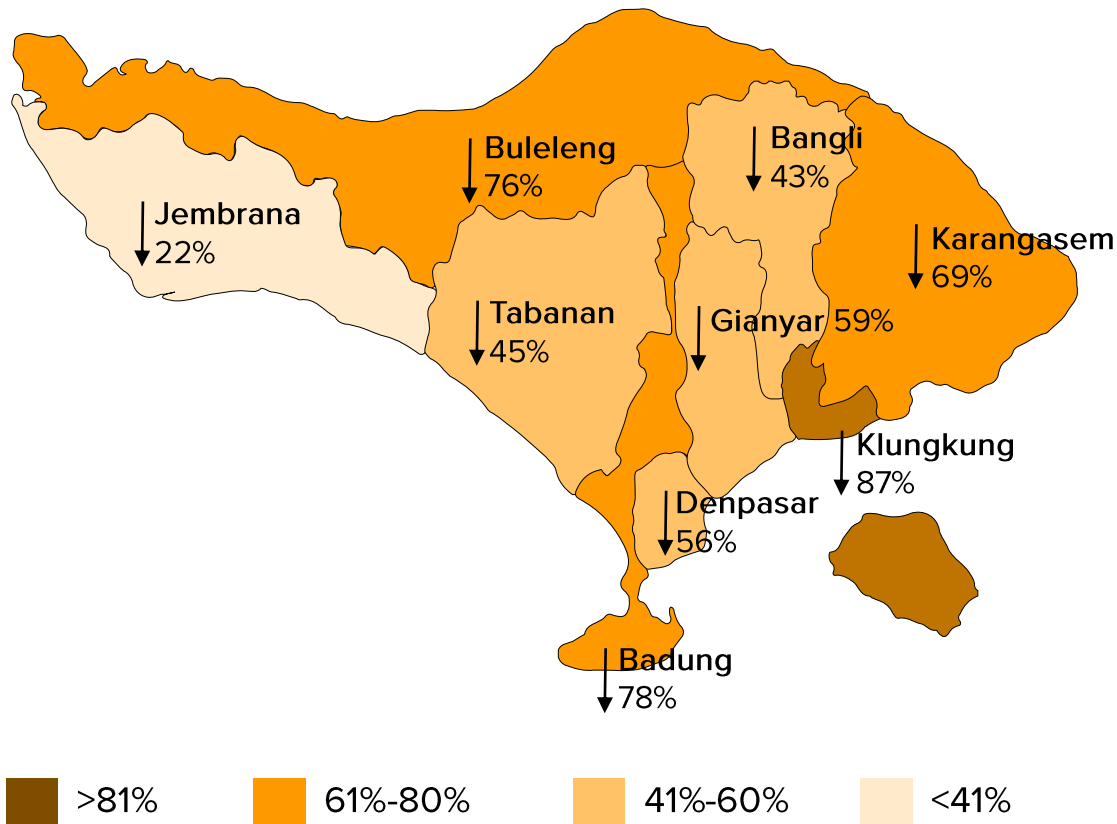 Buleleng
76%
Bangli
43%
Jembrana
22%
Karangasem
69%
Tabanan
45%
Gianyar 59%
Klungkung
87%
Denpasar
56%
Badung
78%
>81%
61%-80%
41%-60%
<41%